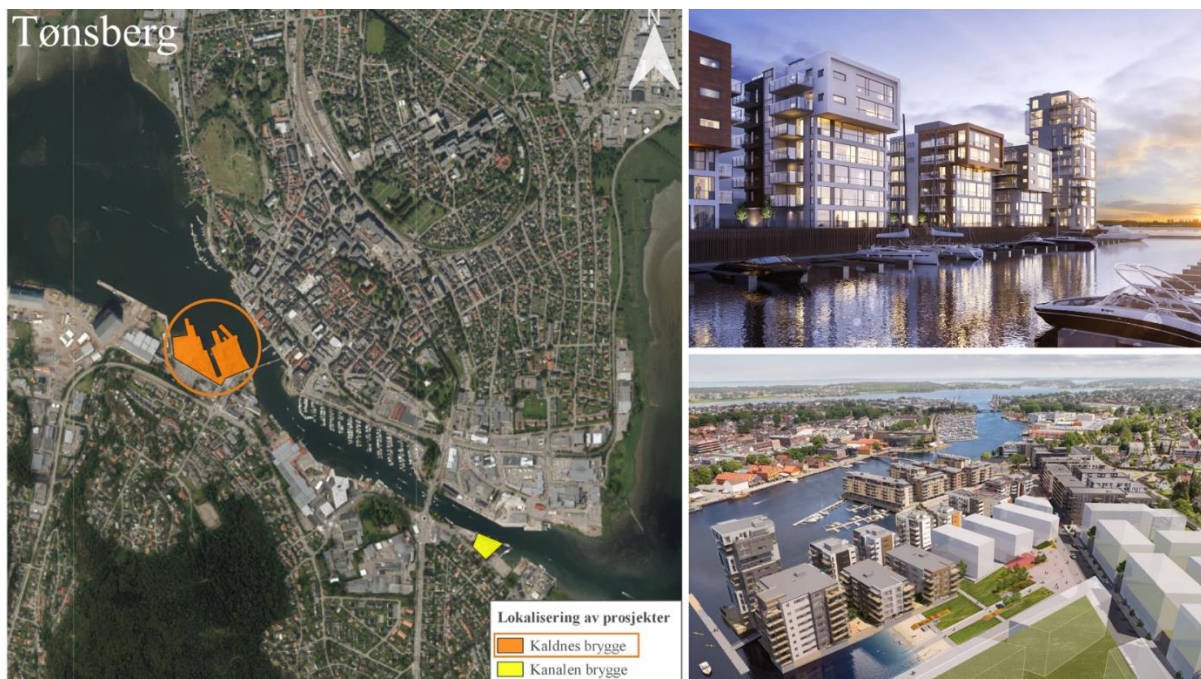 Tønsberg
N
Lokalisering av prosjekter
Kaldnes brygge
Kanalen brygge